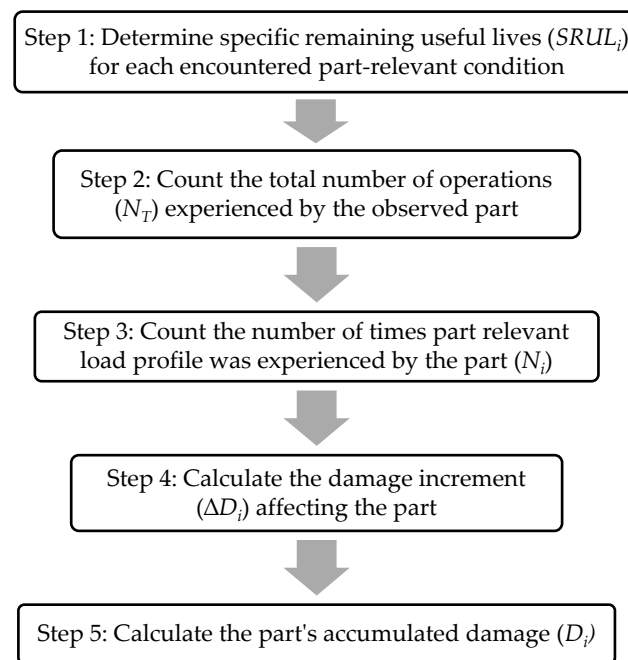 Step 1: Determine specific remaining useful lives (SRULi)
for each encountered part-relevant condition
Step 2: Count the total number of operations
(NT) experienced by the observed part
Step 3: Count the number of times part relevant
load profile was experienced by the part (Ni)
Step 4: Calculate the damage increment
(ΔDi) affecting the part
Step 5: Calculate the part's accumulated damage (Di)